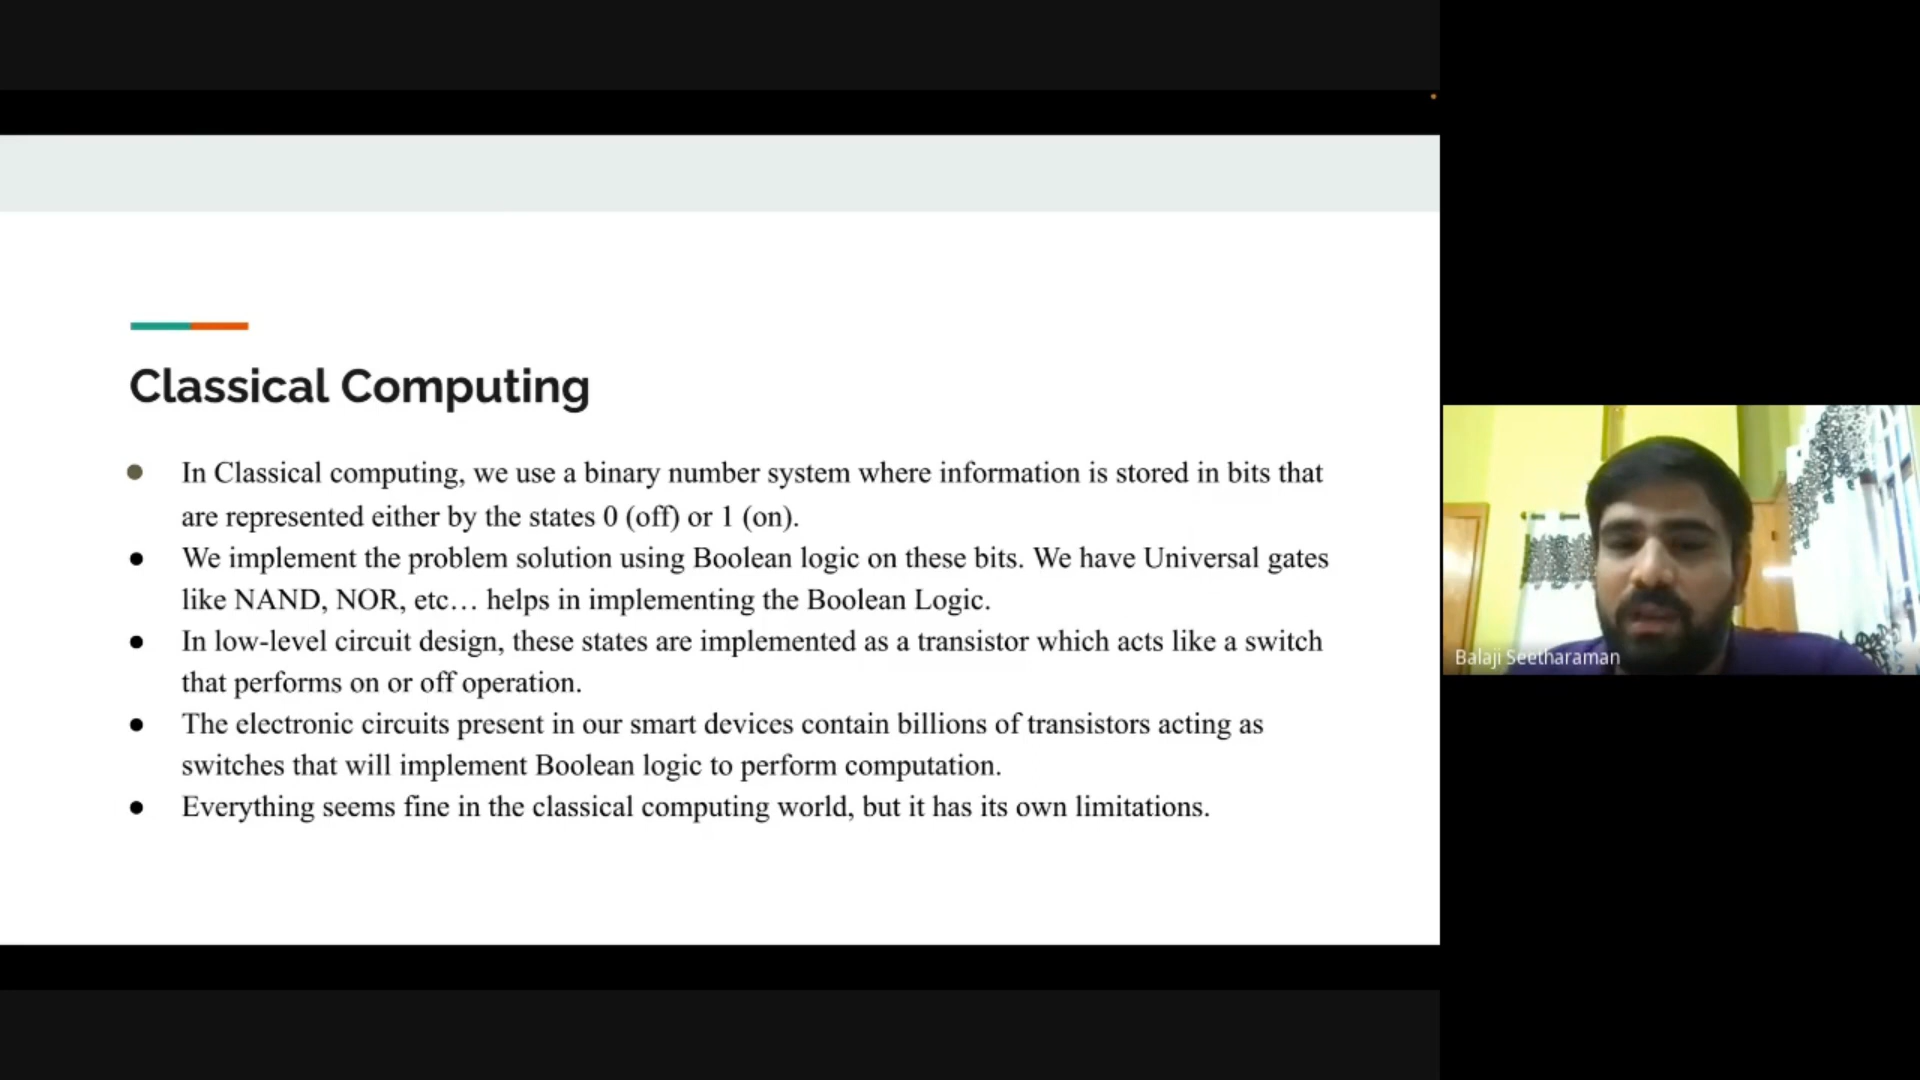 Classical Computing
● In Classical computing, we use a binary number system where information is stored in bits that
are represented either by the states 0 (off) or 1 (on).
● We implement the problem solution using Boolean logic on these bits. We have Universal gates
like NAND, NOR, etc… helps in implementing the Boolean Logic.
● In low-level circuit design, these states are implemented as a transistor which acts like a switch
that performs on or off operation.
● The electronic circuits present in our smart devices contain billions of transistors acting as
switches that will implement Boolean logic to perform computation.
● Everything seems fine in the classical computing world, but it has its own limitations.
Balaji Seetharaman